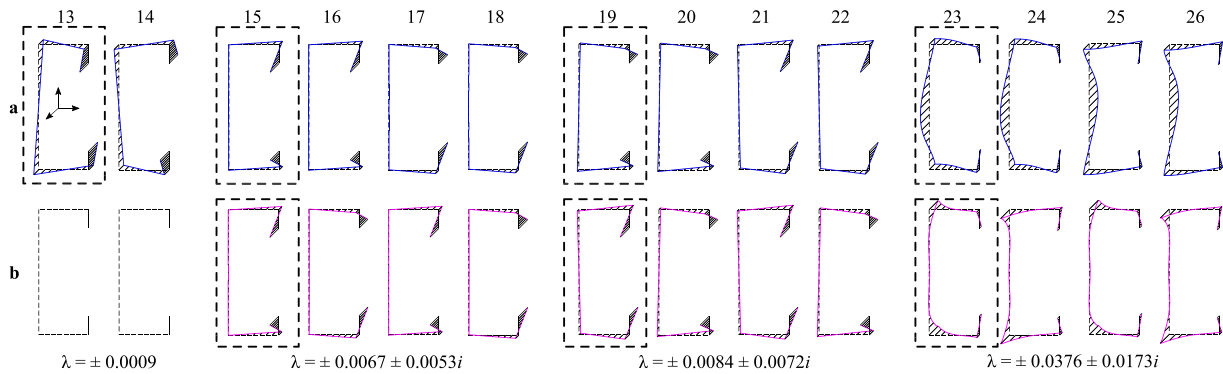 13 14 15 16 17 18 19 20 21 22 23 24 25 26
a
b
λ = ± 0.0009 λ = ± 0.0067 ± 0.0053i λ = ± 0.0084 ± 0.0072i λ = ± 0.0376 ± 0.0173i